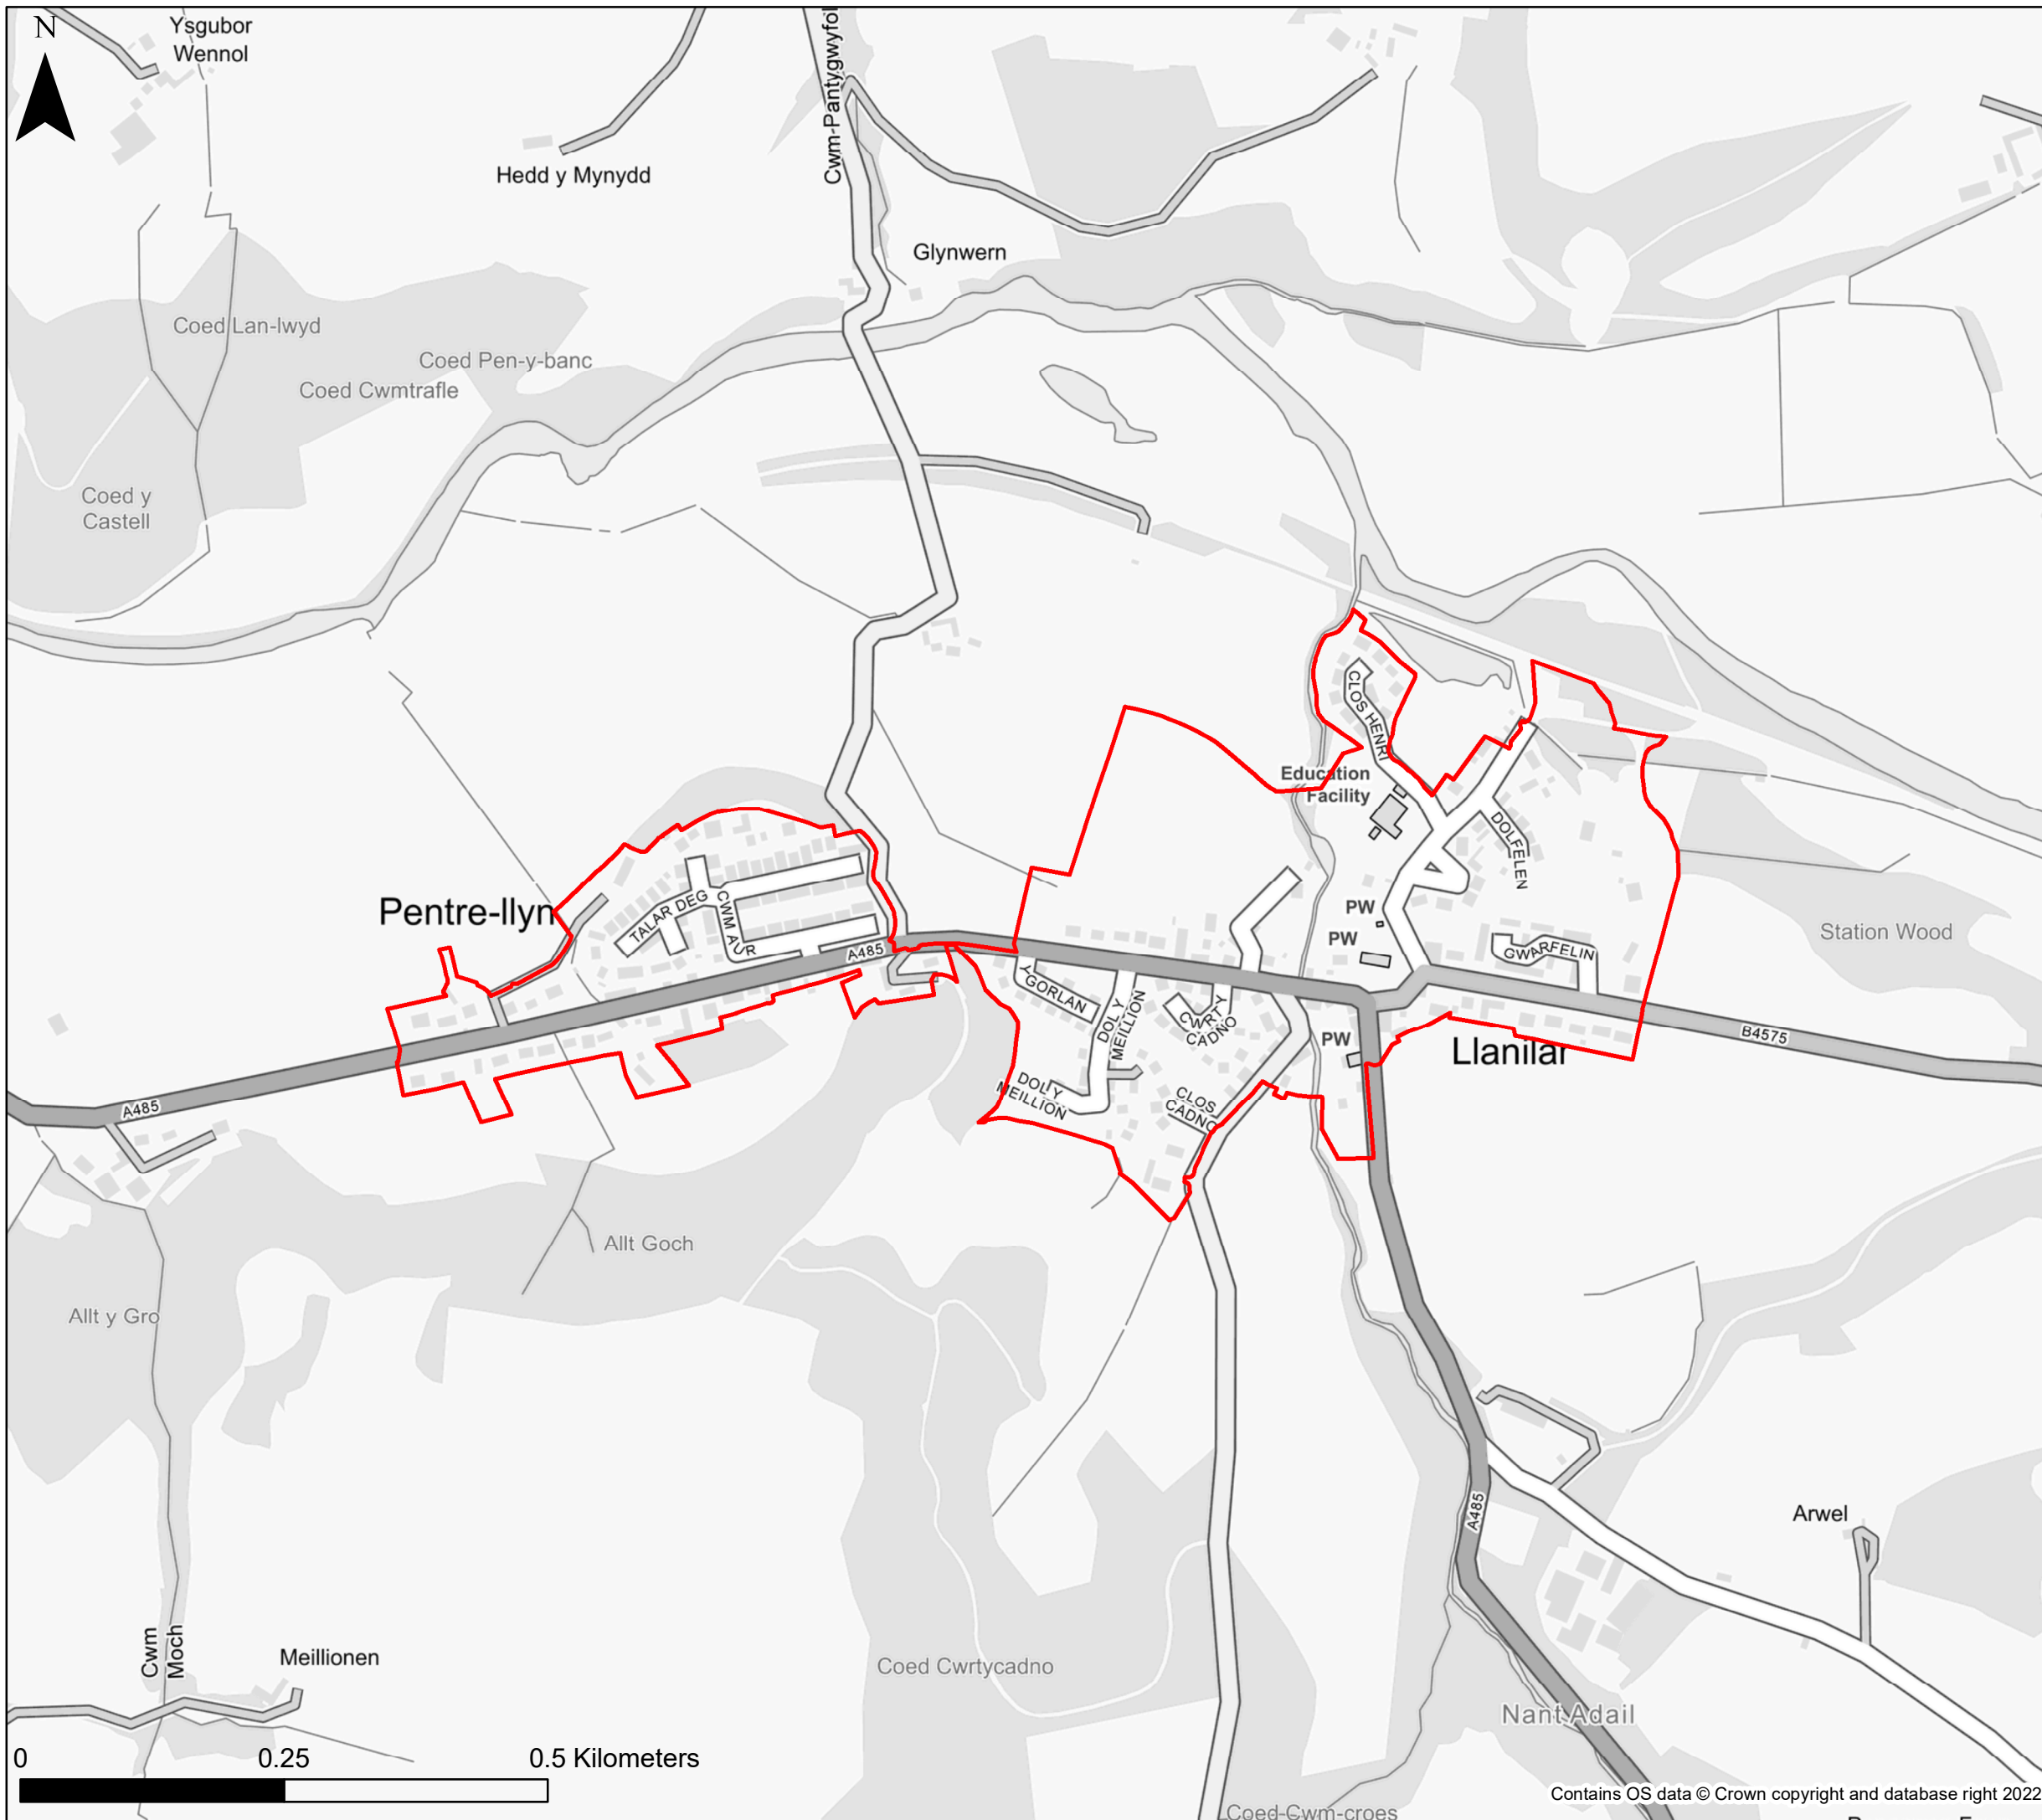 N
Ysgubor
Wennol
Cwm-Pantygwyfol
Hedd y Mynydd
Glynwern
Coed Lan-lwyd
Coed Pen-y-banc
Coed Cwmtrafle
Coed y
Castell
CLOS HENRI
Education
Facility
DOLFELEN
Pentre-llyn
TALAR DEG
CWM AUR
A485
PW
PW
GWARFELIN
Station Wood
Y GORLAN
DOL Y
MEILLION
CWRT Y
CADNO
PW
Llanilar
B4575
DOL Y
MEILLION
CLOS
CADNO
A485
Allt Goch
Allt y Gro
A485
Arwel
Cwm
Moch
Meillionen
Coed Cwrtycadno
Nant Adail
0 0.25 0.5 Kilometers
Contains OS data © Crown copyright and database right 2022
Coed-Cwm-croes